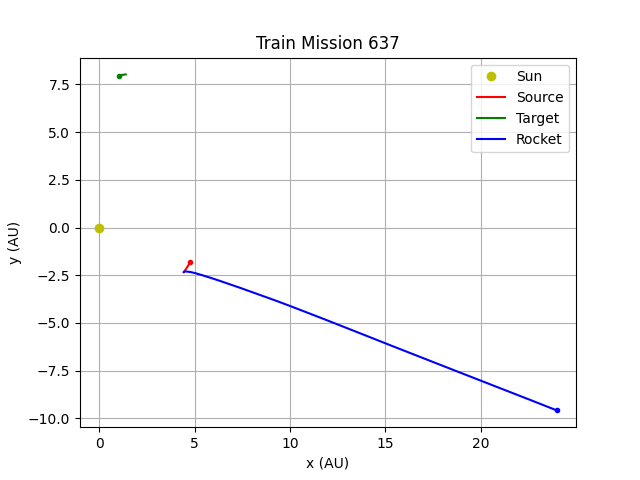 Train Mission 637
Sun
Source
Target
Rocket
7.5
5.0
2.5
0.0
−2.5
−5.0
−7.5
−10.0
y (AU)
0 5 10 15 20
x (AU)